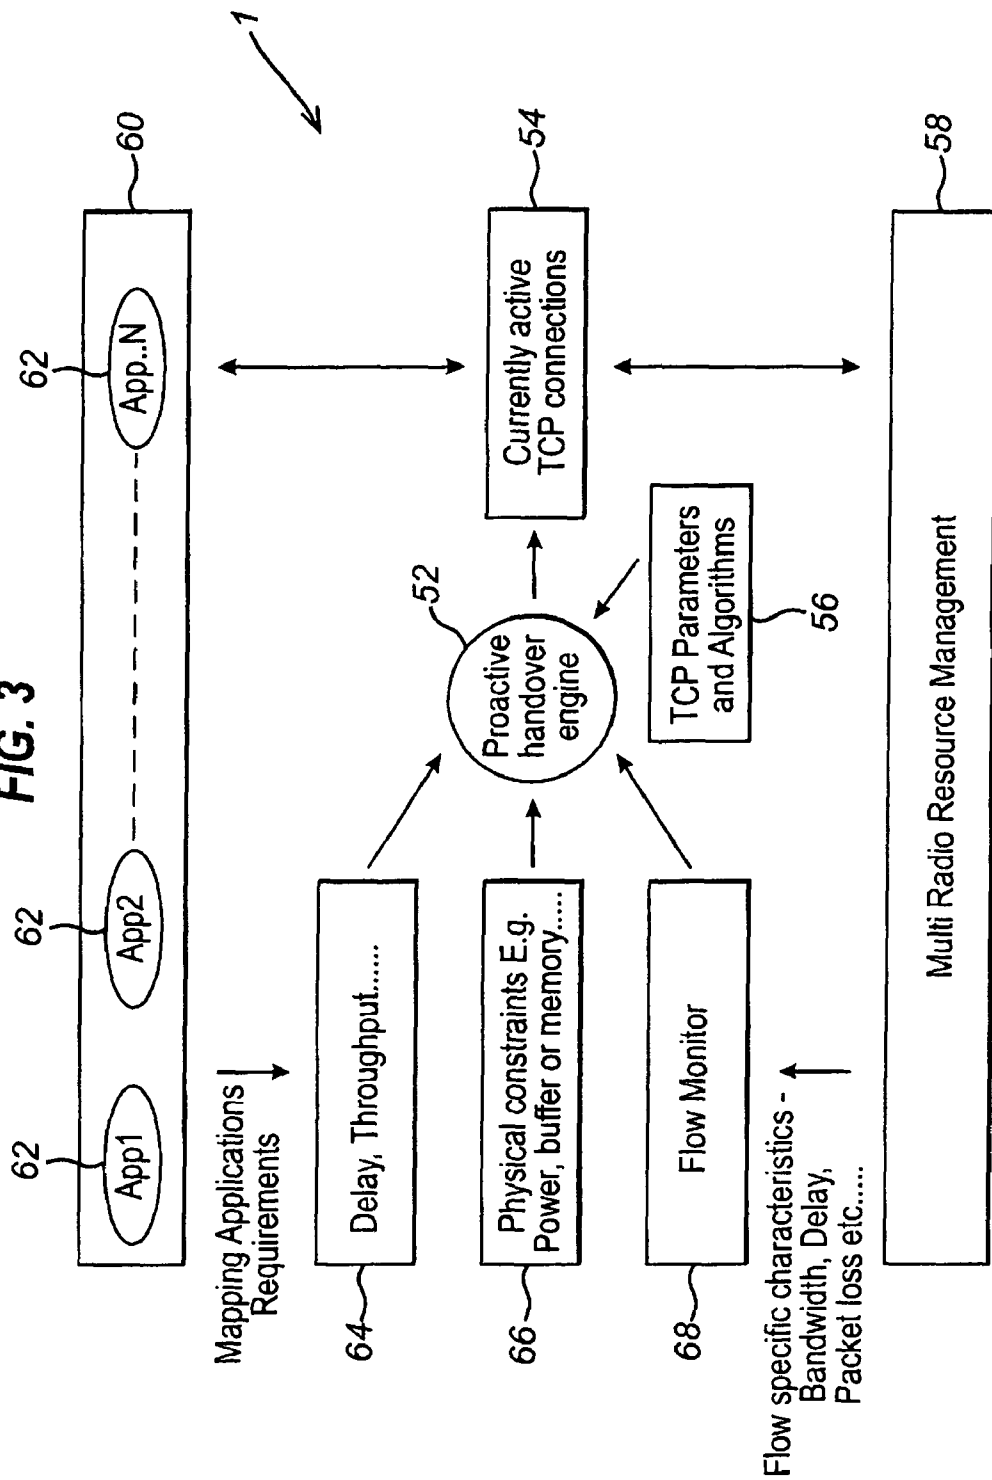 FIG. 3
1
62
62
62
60
App1
App2
App..N
Mapping Applications
Requirements
64
Delay, Throughput......
66
Physical constraints E.g.
Power, buffer or memory.....
68
Flow Monitor
52
Proactive
handover
engine
54
Currently active
TCP connections
TCP Parameters
and Algorithms
56
Flow specific characteristics -
Bandwidth, Delay,
Packet loss etc.....
58
Multi Radio Resource Management